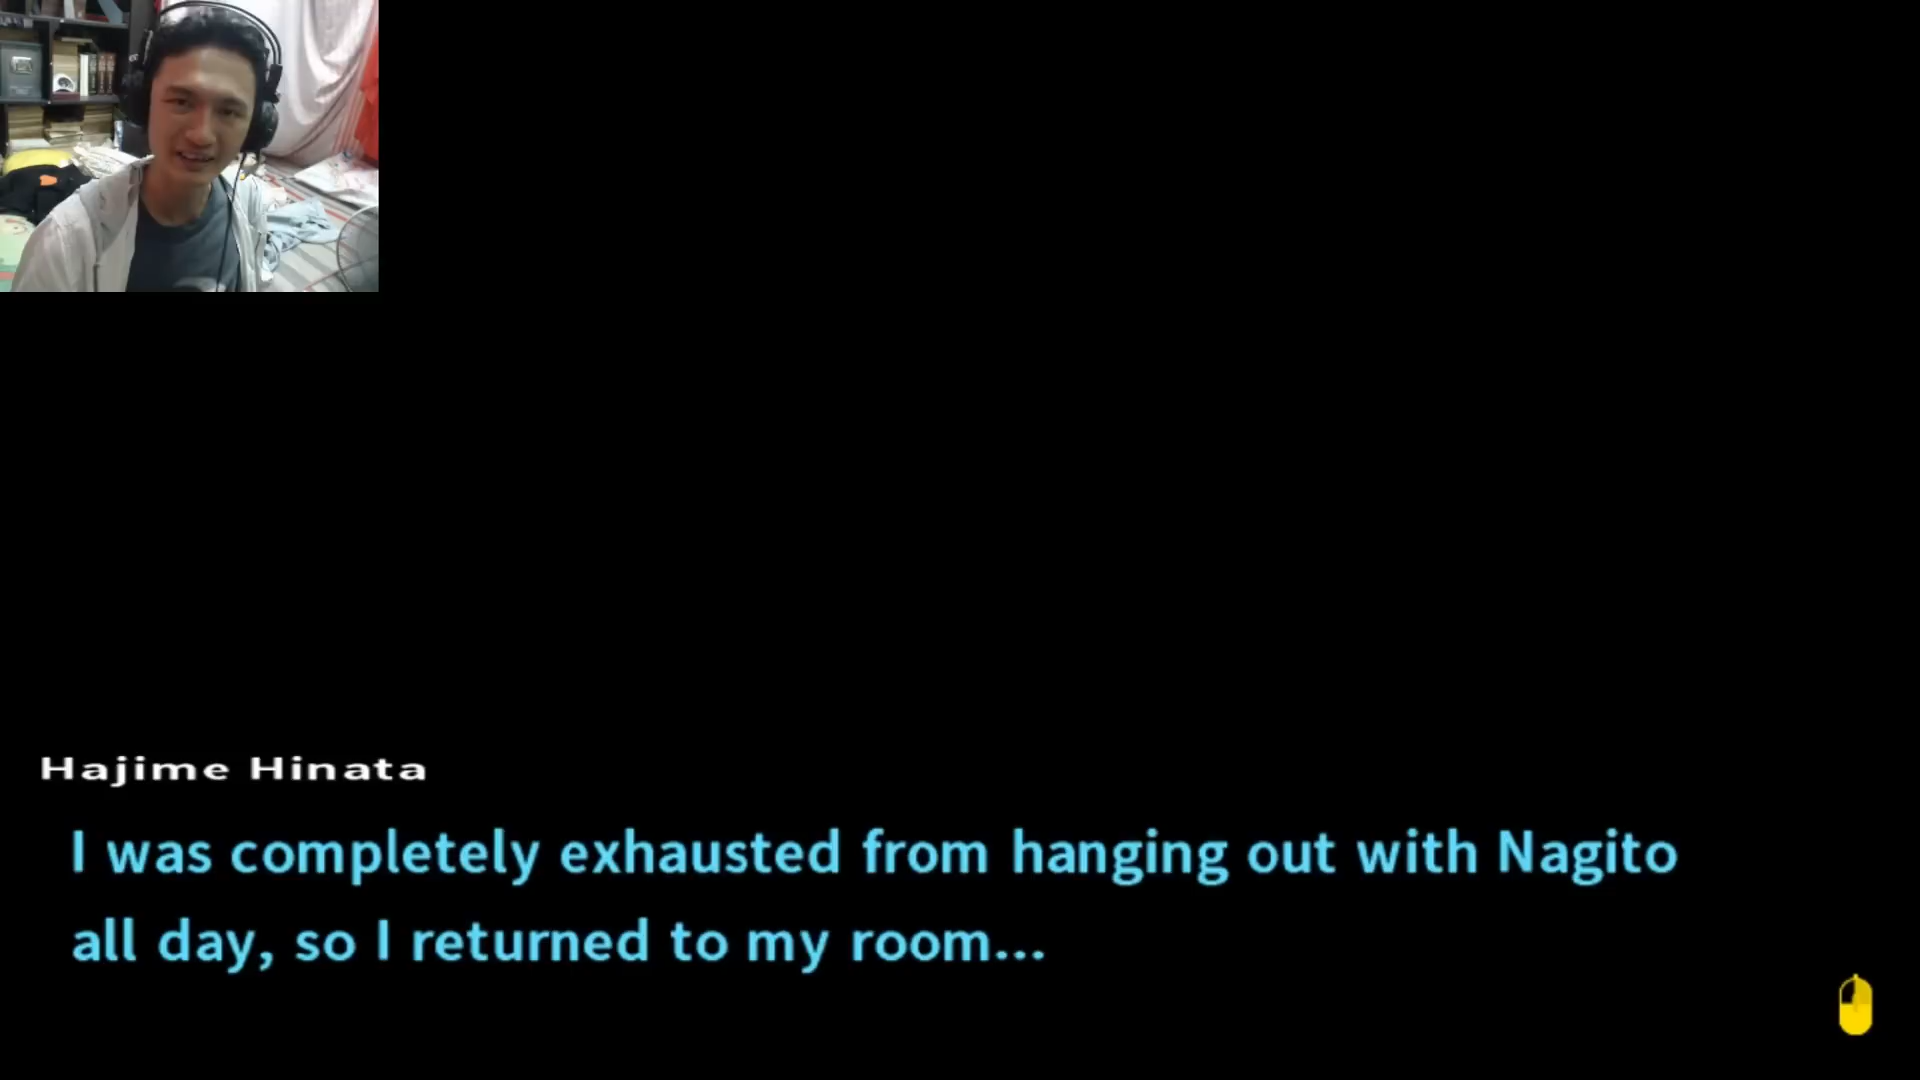 Hajime Hinata
I was completely exhausted from hanging out with Nagito
all day, so I returned to my room...